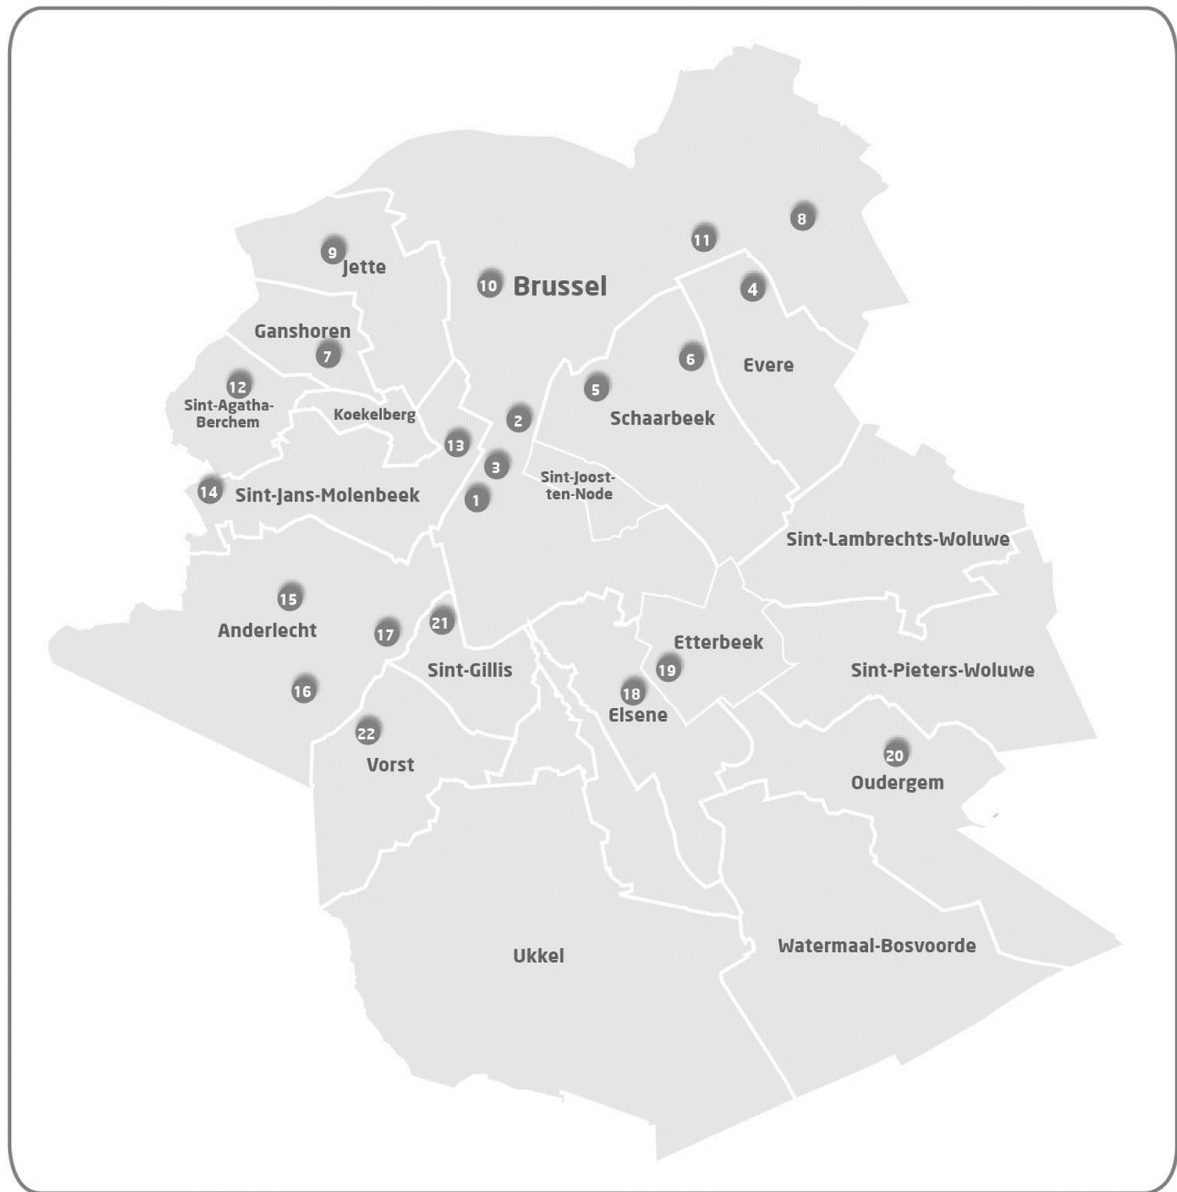 8
11
9
Jette
10
Brussel
4
Ganshoren
7
6
Evere
12
Sint-Agatha-
Berchem
Koekelberg
5
Schaarbeek
2
13
3
1
Sint-Joost-
ten-Node
14
Sint-Jans-Molenbeek
Sint-Lambrechts-Woluwe
15
Anderlecht
17
21
Sint-Gillis
Etterbeek
19
Sint-Pieters-Woluwe
16
18
Elsene
22
Vorst
20
Oudergem
Ukkel
Watermaal-Bosvoorde